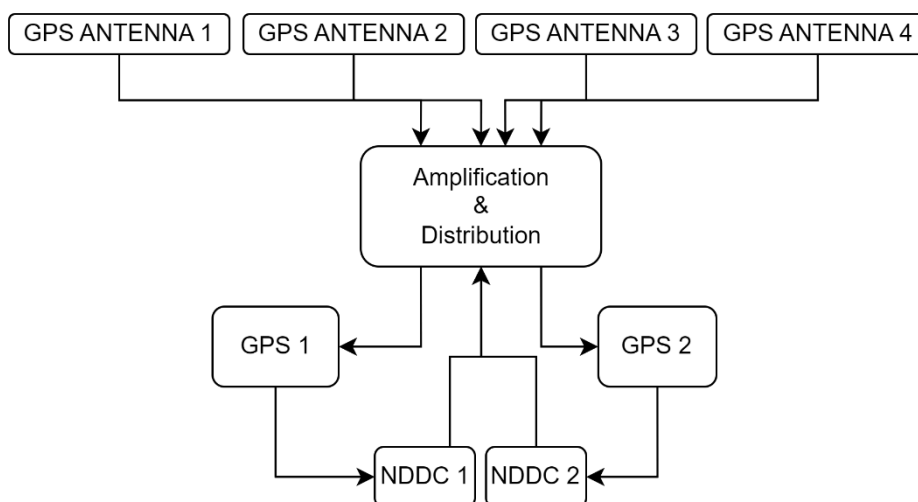 GPS ANTENNA 1
GPS ANTENNA 2
GPS ANTENNA 3
GPS ANTENNA 4
Amplification
&
Distribution
GPS 1
GPS 2
NDDC 1
NDDC 2